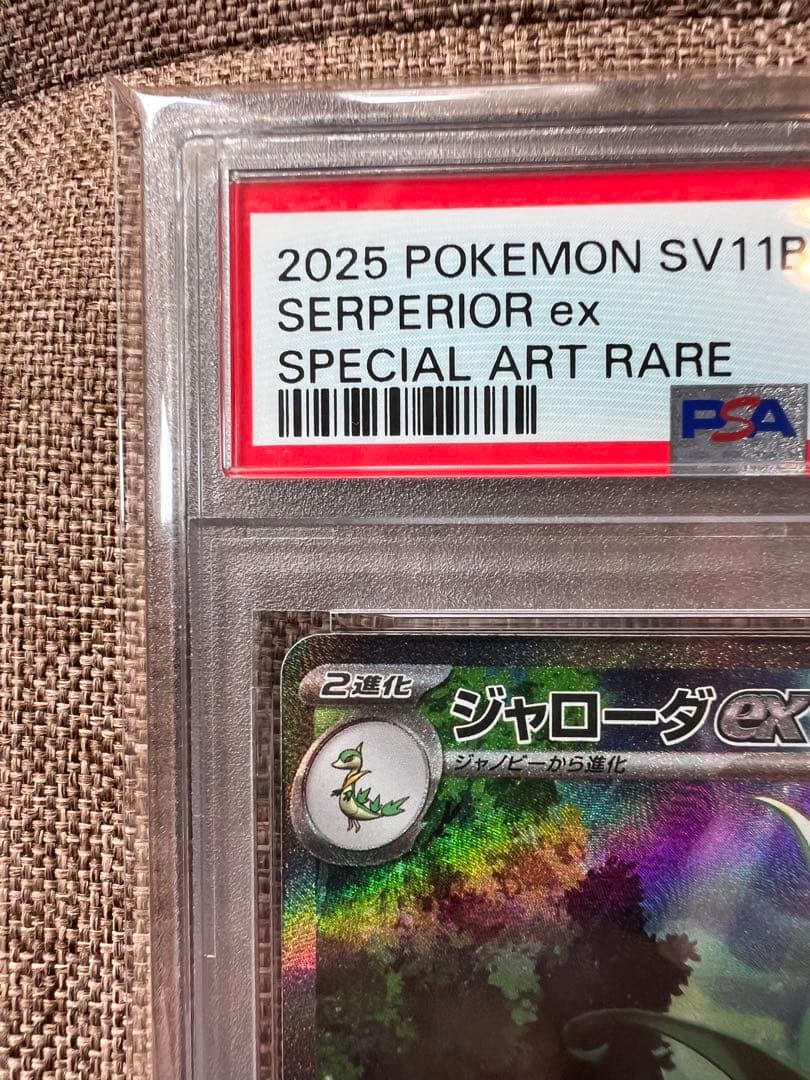 2025 POKEMON SV11B
SERPERIOR ex
SPECIAL ART RARE
PSA
2進化
ジャローダex
ジャノビーから進化